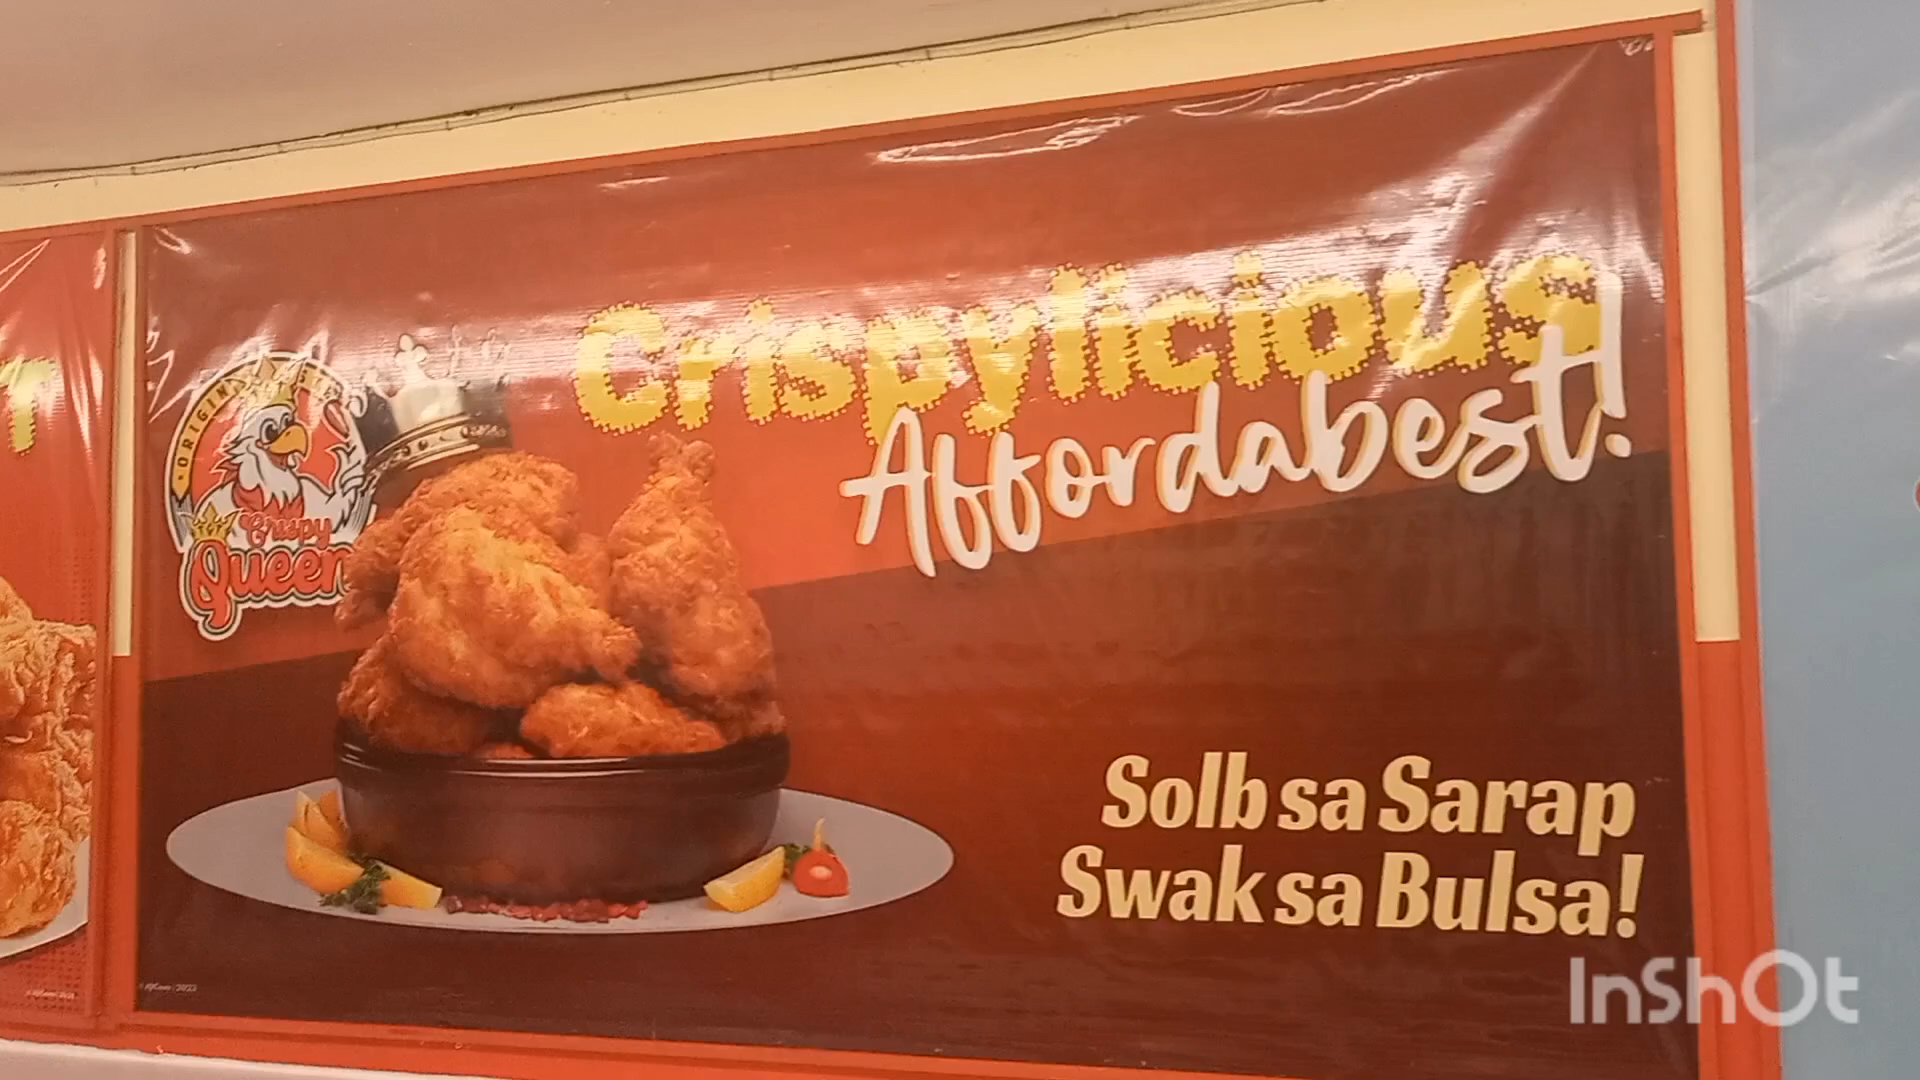 Crispylicious
Affordabest!
ORIGINAL
Crispy
Queen
Solb sa Sarap
Swak sa Bulsa!
InShOt